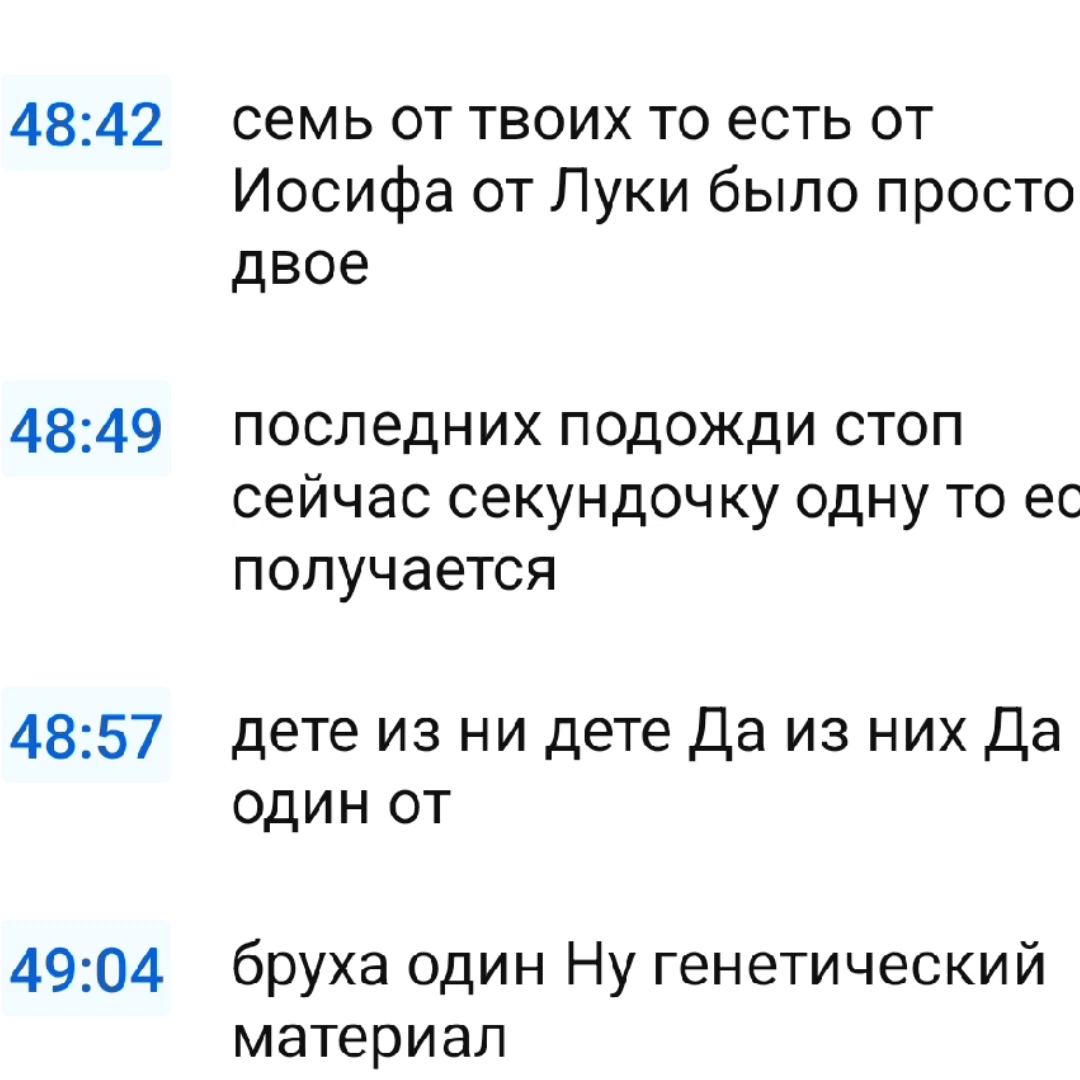 48:42
семь от твоих то есть от
Иосифа от Луки было просто
двое
48:49
последних подожди стоп
сейчас секундочку одну то ес
получается
48:57
дете из ни дете Да из них Да
один от
49:04
бруха один Ну генетический
материал